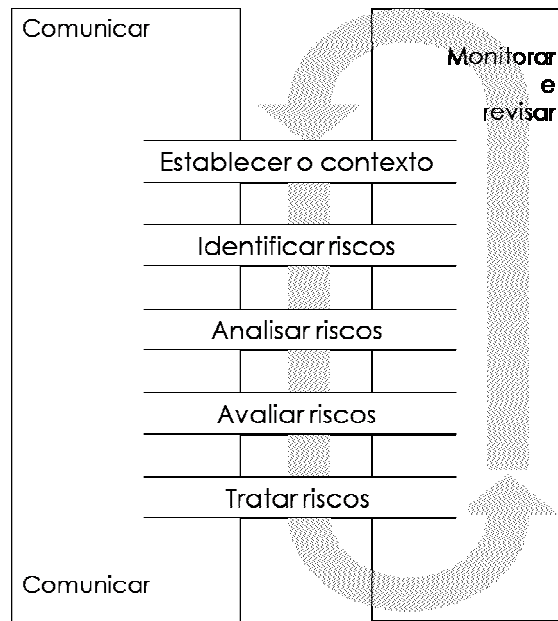 Comunicar
Monitorar
e
revisar
Establecer o contexto
Identificar riscos
Analisar riscos
Avaliar riscos
Tratar riscos
Comunicar